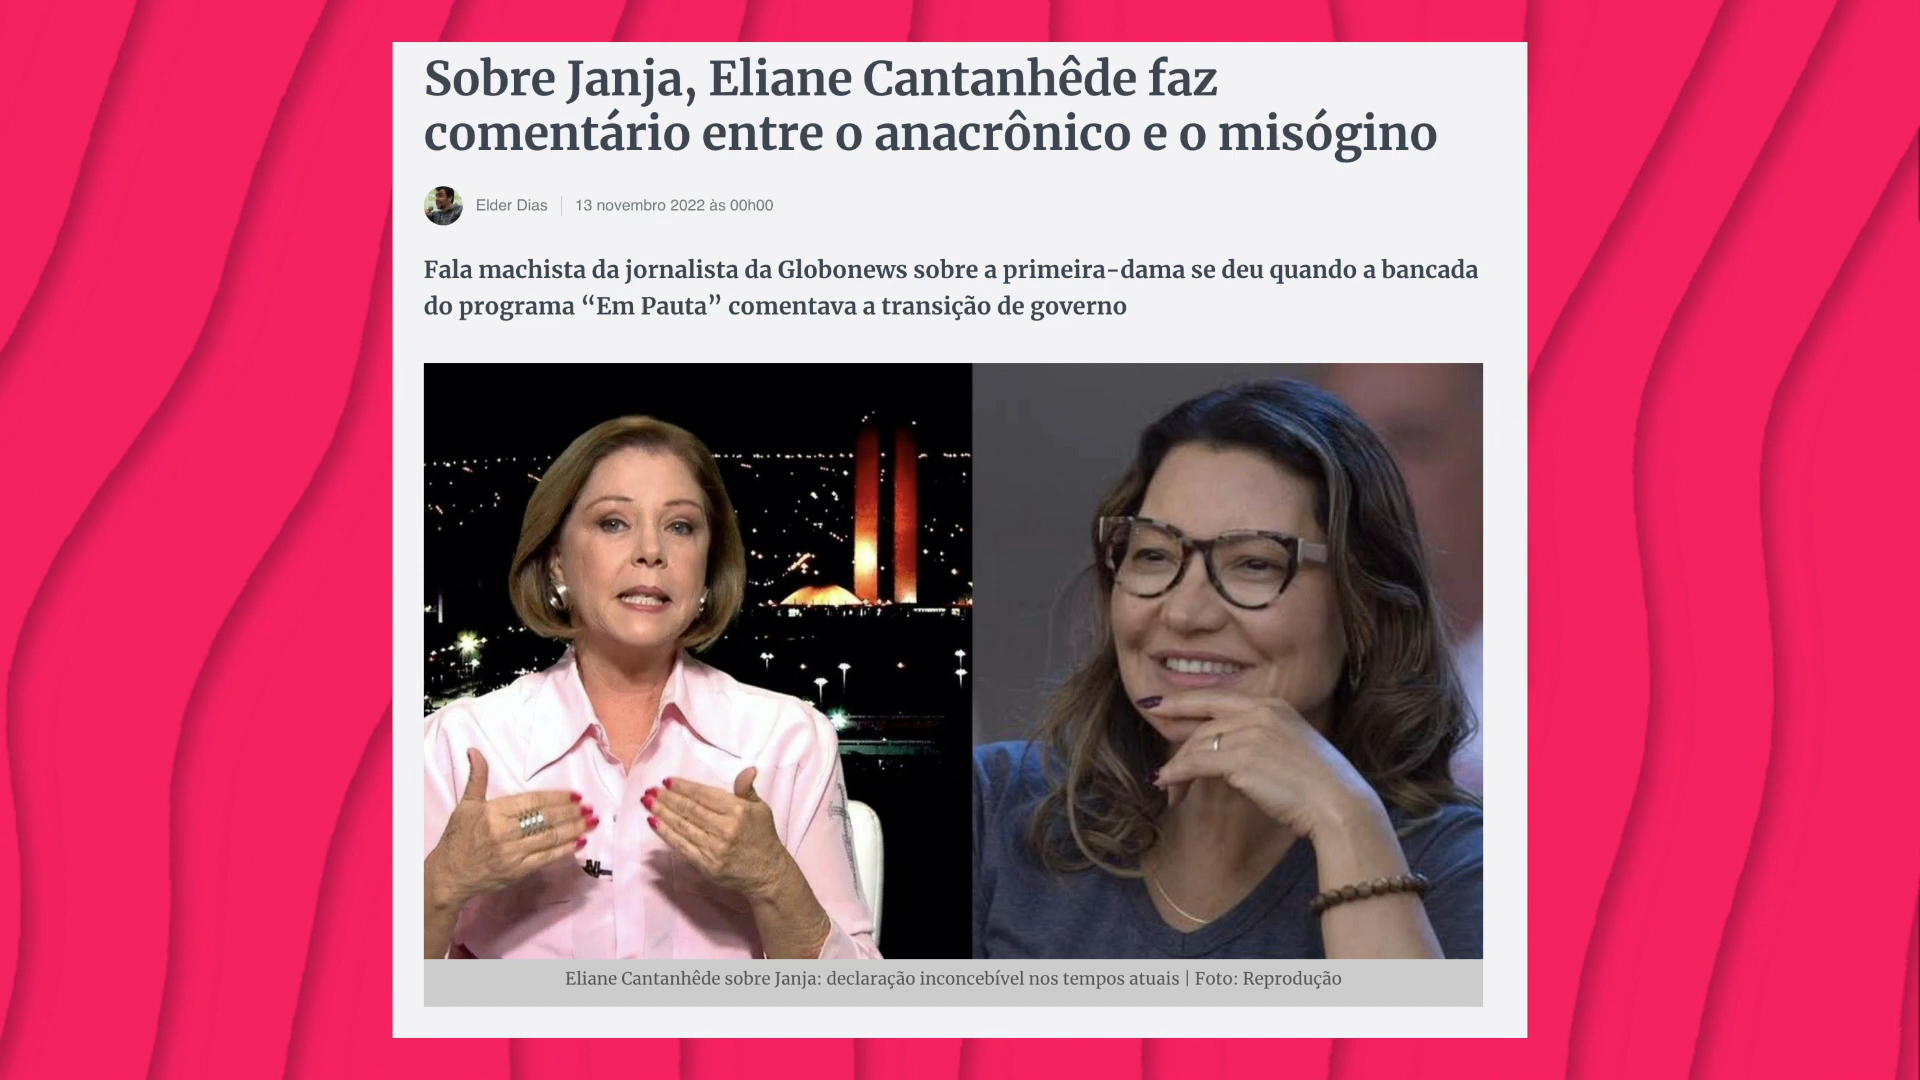 Sobre Janja, Eliane Cantanhêde faz
comentário entre o anacrônico e o misógino
Elder Dias | 13 novembro 2022 às 00h00
Fala machista da jornalista da Globonews sobre a primeira-dama se deu quando a bancada
do programa “Em Pauta” comentava a transição de governo
Eliane Cantanhêde sobre Janja: declaração inconcebível nos tempos atuais | Foto: Reprodução